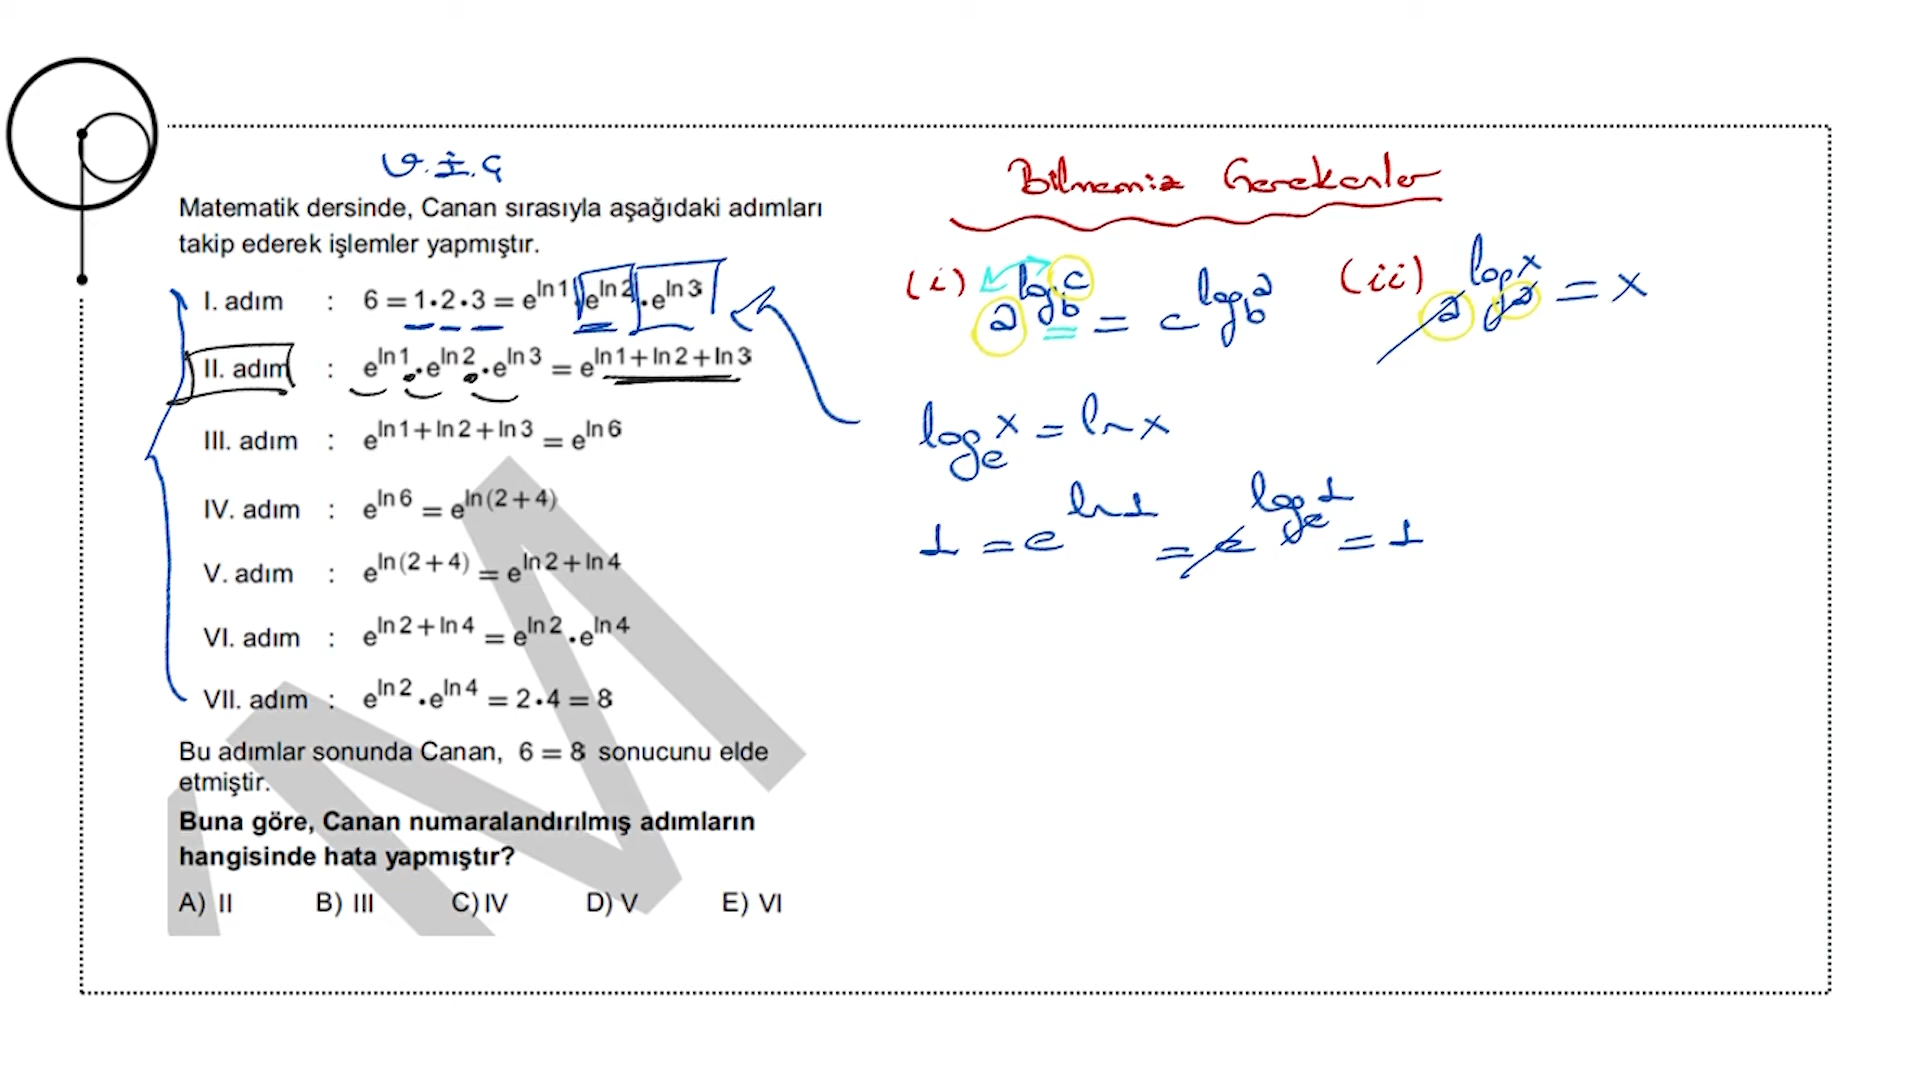 U.İ.Ç
Matematik dersinde, Canan sırasıyla aşağıdaki adımları
takip ederek işlemler yapmıştır.
I. adım : 6 = 1•2•3 = e^ln1 • e^ln2 • e^ln3
II. adım : e^ln1 • e^ln2 • e^ln3 = e^ln1+ln2+ln3
III. adım : e^ln1+ln2+ln3 = e^ln6
IV. adım : e^ln6 = e^ln(2+4)
V. adım : e^ln(2+4) = e^ln2+ln4
VI. adım : e^ln2+ln4 = e^ln2 • e^ln4
VII. adım : e^ln2 • e^ln4 = 2•4 = 8
Bu adımlar sonunda Canan, 6 = 8 sonucunu elde
etmiştir.
Buna göre, Canan numaralandırılmış adımların
hangisinde hata yapmıştır?
A) II B) III C) IV D) V E) VI
Bilmemiz Gerekenler
(i) a^log_b c = c^log_b a (ii) a^log_a x = x
log_e x = ln x
1 = e^ln 1 = e^log_e 1 = 1